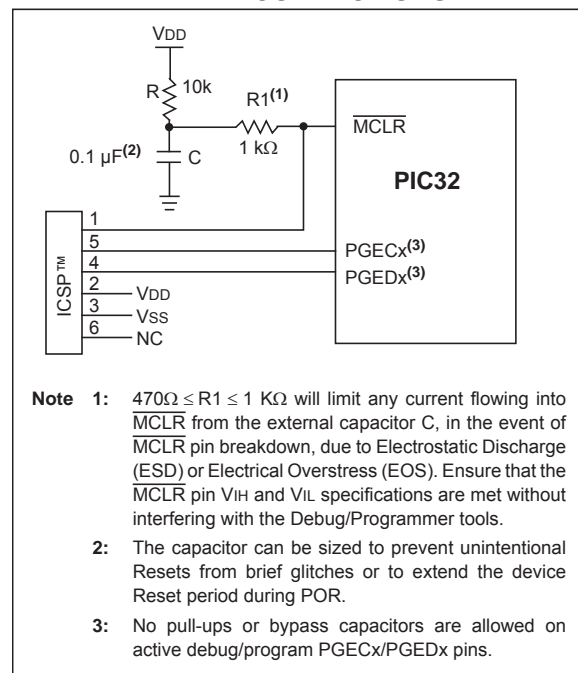 VDD
R 10k
R1(1)
1 kΩ
0.1 µF(2) C
MCLR
PIC32
PGECx(3)
PGEDx(3)
ICSP™
1
5
4
2 VDD
3 VSS
6 NC
Note 1: 470Ω ≤ R1 ≤ 1 KΩ will limit any current flowing into
MCLR from the external capacitor C, in the event of
MCLR pin breakdown, due to Electrostatic Discharge
(ESD) or Electrical Overstress (EOS). Ensure that the
MCLR pin VIH and VIL specifications are met without
interfering with the Debug/Programmer tools.
2: The capacitor can be sized to prevent unintentional
Resets from brief glitches or to extend the device
Reset period during POR.
3: No pull-ups or bypass capacitors are allowed on
active debug/program PGECx/PGEDx pins.